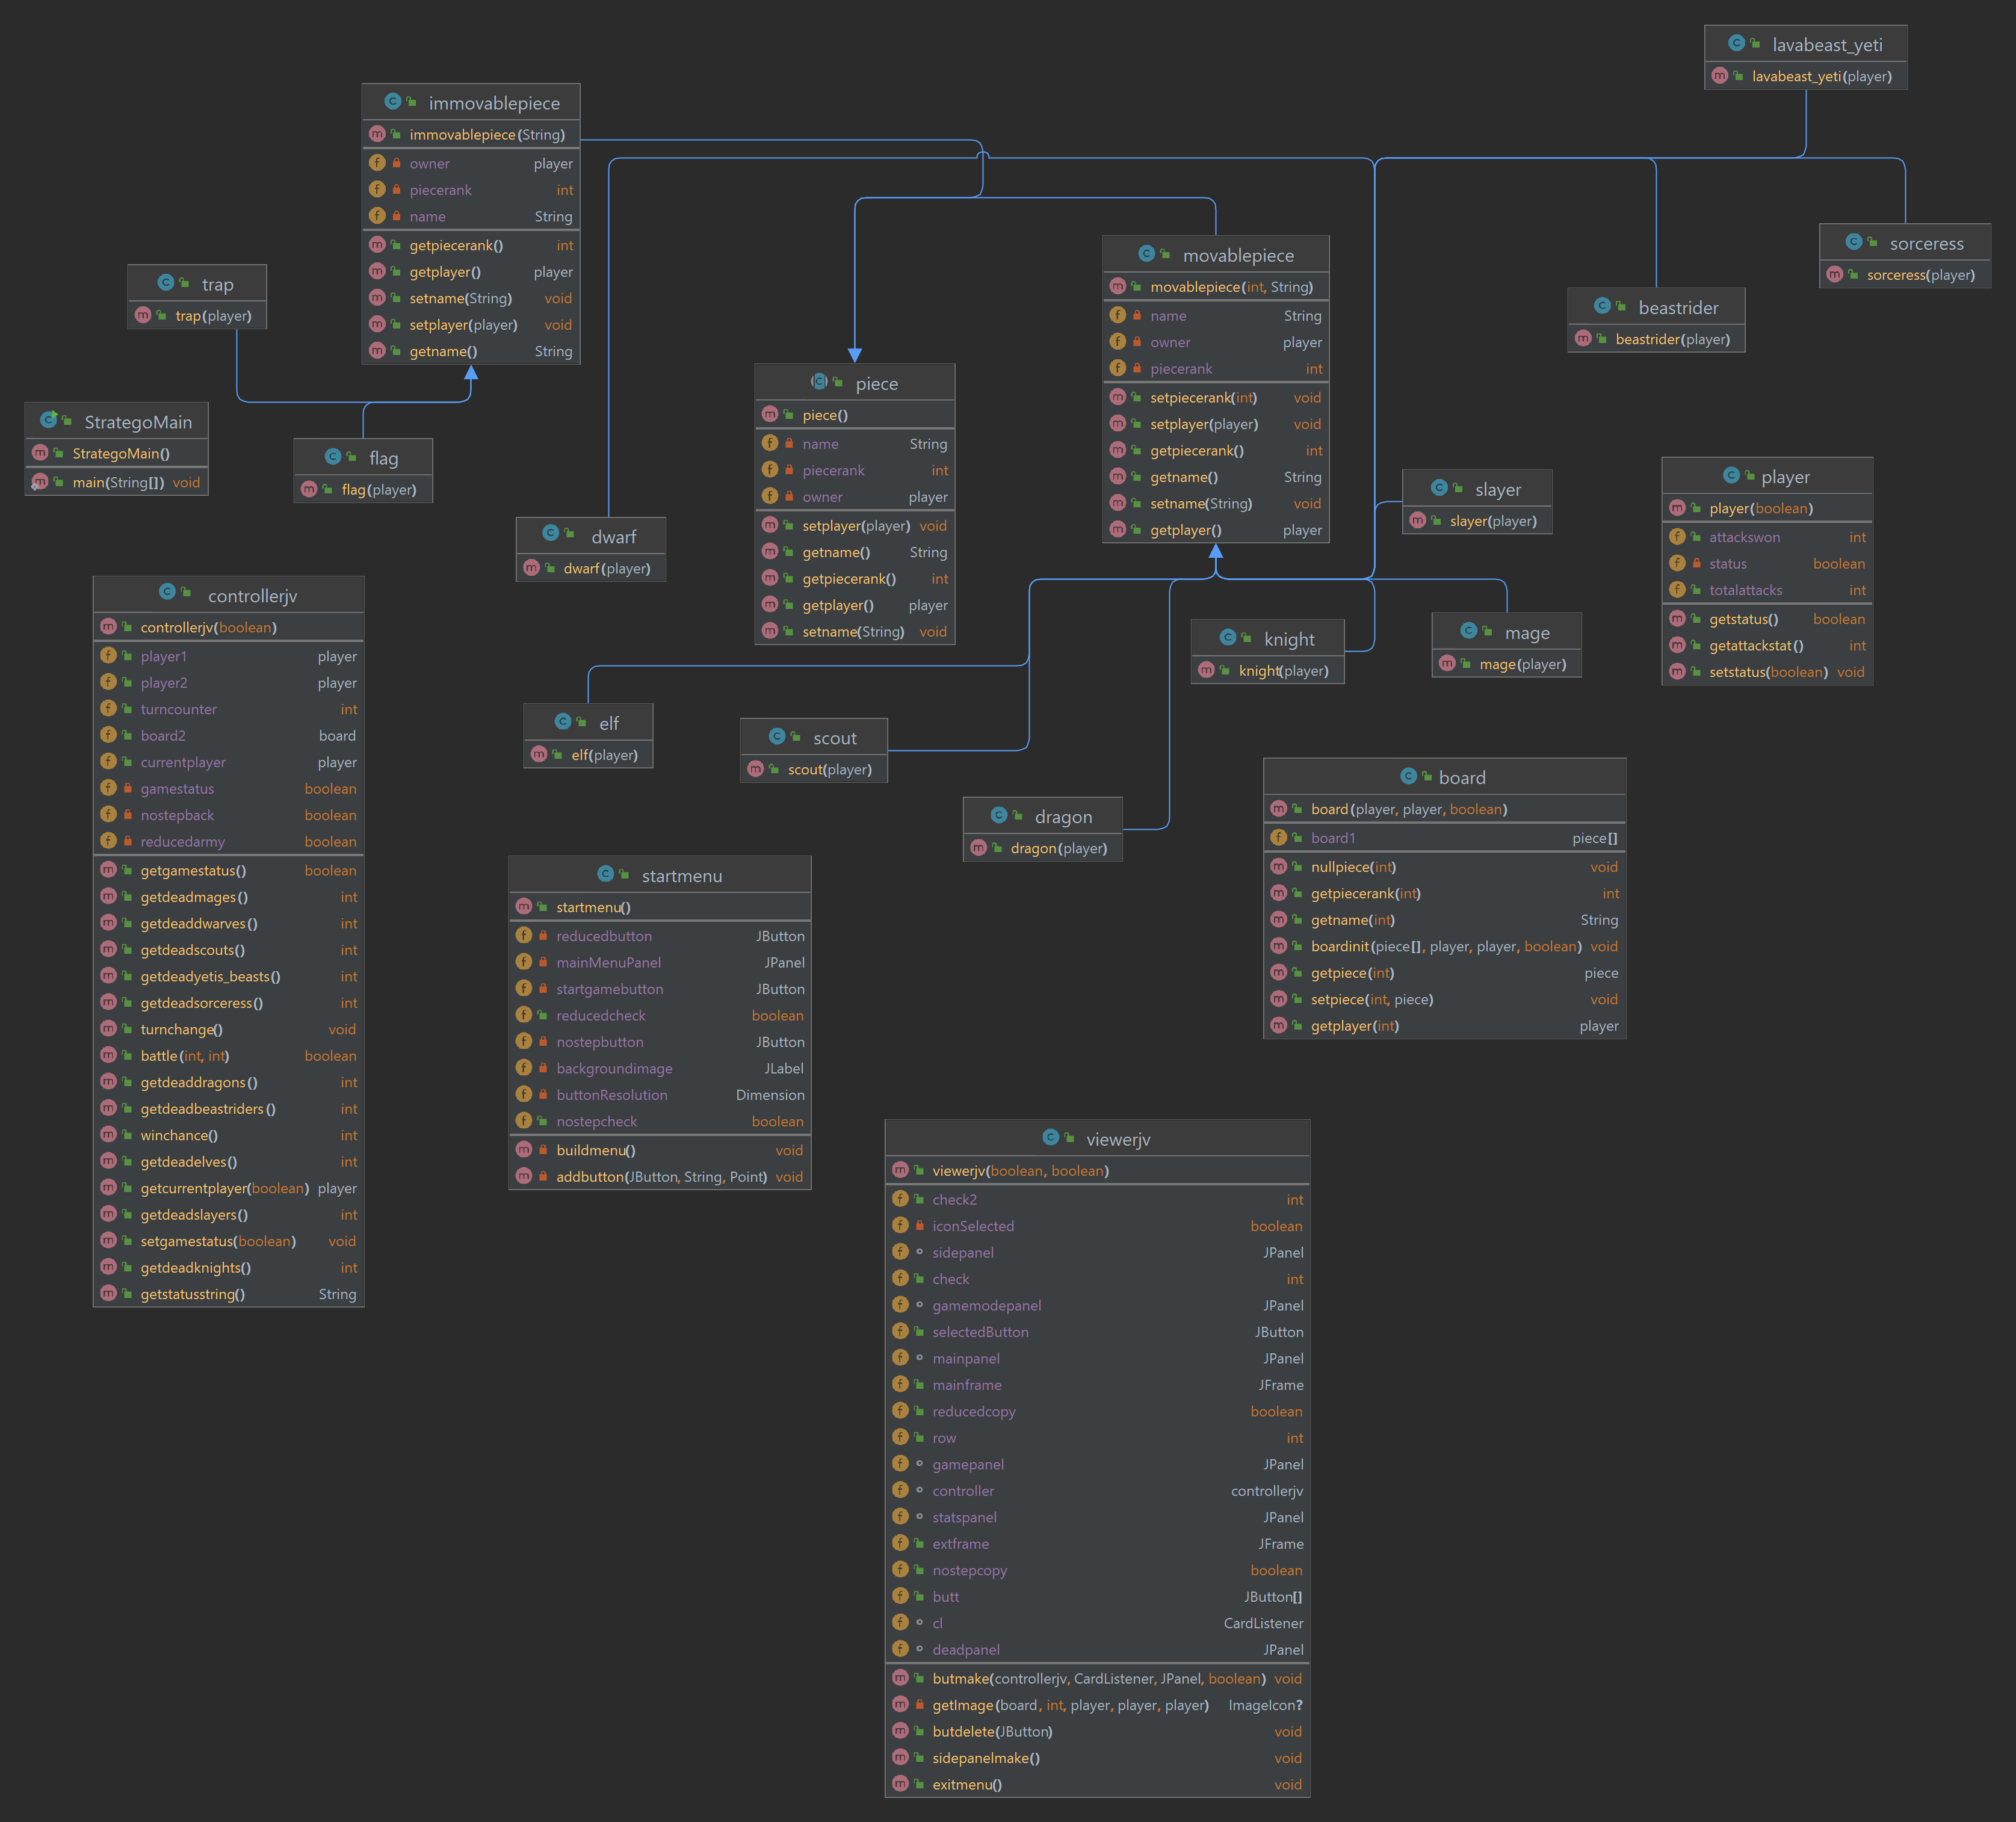 lavabeast_yeti
lavabeast_yeti(player)
immovablepiece
immovablepiece(String)
owner player
piecerank int
name String
getpiecerank() int
getplayer() player
setname(String) void
setplayer(player) void
getname() String
sorceress
sorceress(player)
movablepiece
movablepiece(int, String)
name String
owner player
piecerank int
setpiecerank(int) void
setplayer(player) void
getpiecerank() int
getname() String
setname(String) void
getplayer() player
trap
trap(player)
beastrider
beastrider(player)
piece
piece()
name String
piecerank int
owner player
setplayer(player) void
getname() String
getpiecerank() int
getplayer() player
setname(String) void
StrategoMain
StrategoMain()
main(String[]) void
flag
flag(player)
slayer
slayer(player)
player
player(boolean)
attackswon int
status boolean
totalattacks int
getstatus() boolean
getattackstat() int
setstatus(boolean) void
dwarf
dwarf(player)
controllerjv
controllerjv(boolean)
player1 player
player2 player
turncounter int
board2 board
currentplayer player
gamestatus boolean
nostepback boolean
reducedarmy boolean
getgamestatus() boolean
getdeadmages() int
getdeaddwarves() int
getdeadscouts() int
getdeadyetis_beasts() int
getdeadsorceress() int
turnchange() void
battle(int, int) boolean
getdeaddragons() int
getdeadbeastriders() int
winchance() int
getdeadelves() int
getcurrentplayer(boolean) player
getdeadslayers() int
setgamestatus(boolean) void
getdeadknights() int
getstatusstring() String
knight
knight(player)
mage
mage(player)
elf
elf(player)
scout
scout(player)
dragon
dragon(player)
board
board(player, player, boolean)
board1 piece[]
nullpiece(int) void
getpiecerank(int) int
getname(int) String
boardinit(piece[], player, player, boolean) void
getpiece(int) piece
setpiece(int, piece) void
getplayer(int) player
startmenu
startmenu()
reducedbutton JButton
mainMenuPanel JPanel
startgamebutton JButton
reducedcheck boolean
nostepbutton JButton
backgroundimage JLabel
buttonResolution Dimension
nostepcheck boolean
buildmenu() void
addbutton(JButton, String, Point) void
viewerjv
viewerjv(boolean, boolean)
check2 int
iconSelected boolean
sidepanel JPanel
check int
gamemodepanel JPanel
selectedButton JButton
mainpanel JPanel
mainframe JFrame
reducedcopy boolean
row int
gamepanel JPanel
controller controllerjv
statspanel JPanel
extframe JFrame
nostepcopy boolean
butt JButton[]
cl CardListener
deadpanel JPanel
butmake(controllerjv, CardListener, JPanel, boolean) void
getImage(board, int, player, player, player) ImageIcon?
butdelete(JButton) void
sidepanelmake() void
exitmenu() void